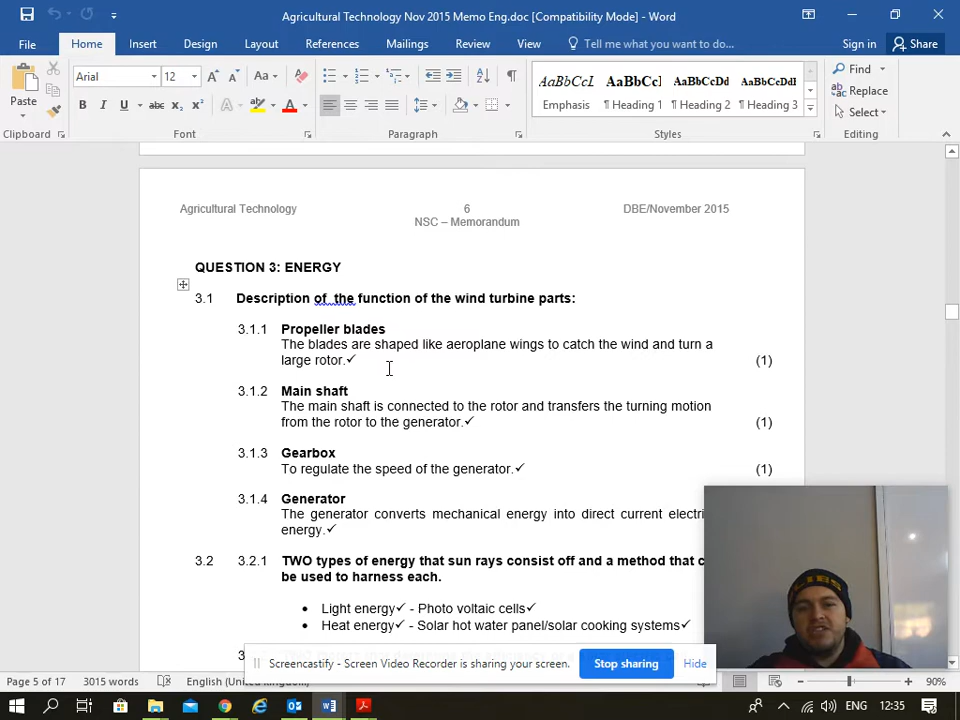 Agricultural Technology Nov 2015 Memo Eng.doc [Compatibility Mode] - Word
File Home Insert Design Layout References Mailings Review View Tell me what you want to do... Sign in Share
Paste
Arial 12 Aa
B I U abc X2 X2 A A
AaBbCcL AaBbCcI AaBbCcDd AaBbCcDdI
Emphasis ¶ Heading 1 ¶ Heading 2 ¶ Heading 3
Find
Replace
Select
Clipboard Font Paragraph Styles Editing
Agricultural Technology 6 DBE/November 2015
NSC – Memorandum
QUESTION 3: ENERGY
3.1 Description of the function of the wind turbine parts:
3.1.1 Propeller blades
The blades are shaped like aeroplane wings to catch the wind and turn a
large rotor.✓ (1)
3.1.2 Main shaft
The main shaft is connected to the rotor and transfers the turning motion
from the rotor to the generator.✓ (1)
3.1.3 Gearbox
To regulate the speed of the generator.✓ (1)
3.1.4 Generator
The generator converts mechanical energy into direct current electri
energy.✓
3.2 3.2.1 TWO types of energy that sun rays consist off and a method that c
be used to harness each.
• Light energy✓ - Photo voltaic cells✓
• Heat energy✓ - Solar hot water panel/solar cooking systems✓
Screencastify - Screen Video Recorder is sharing your screen. Stop sharing Hide
Page 5 of 17 3115 words English (United Kingdom) 90%
ENG 12:35